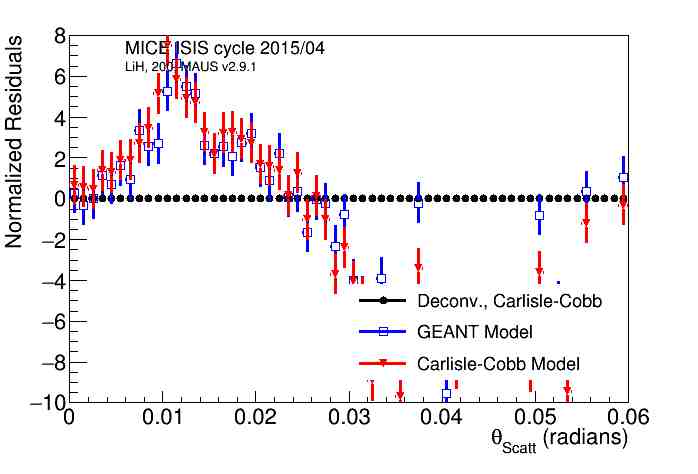 8
6
4
2
0
−2
−4
−6
−8
−10
Normalized Residuals
MICE ISIS cycle 2015/04
LiH, MAUS v2.9.1
Deconv., Carlisle-Cobb
GEANT Model
Carlisle-Cobb Model
0 0.01 0.02 0.03 0.04 0.05 0.06
θScatt (radians)